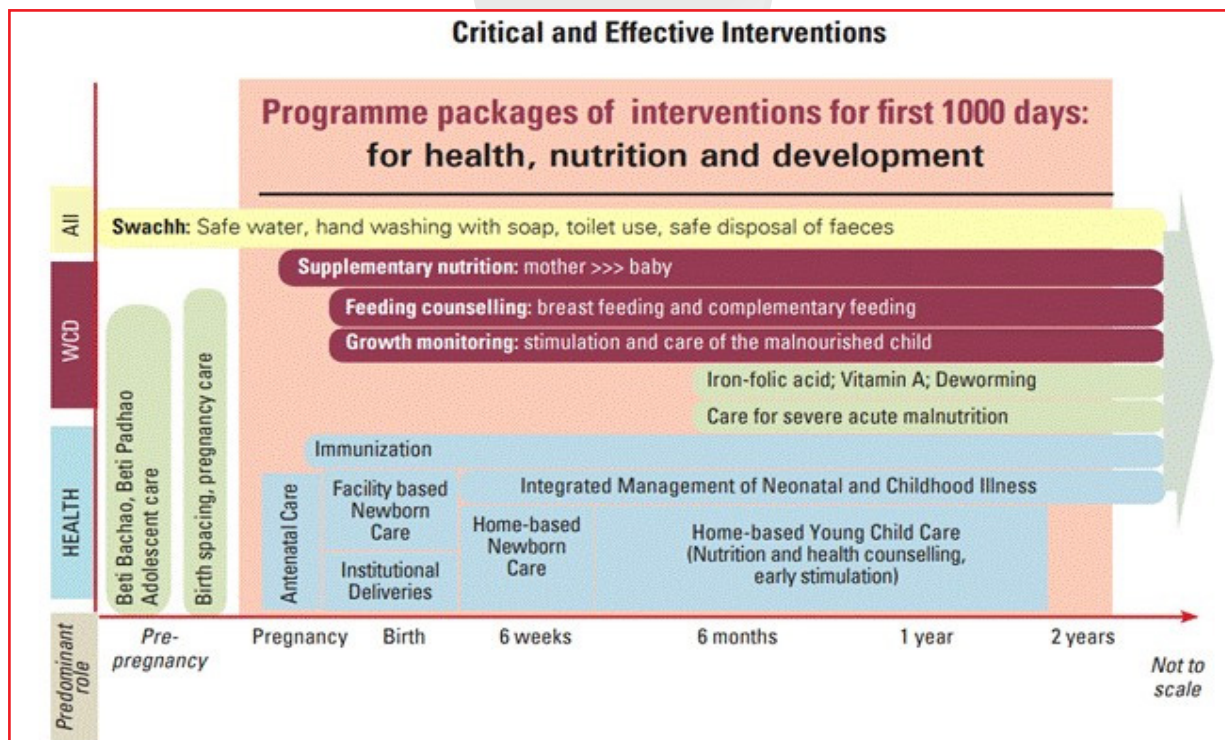 Critical and Effective Interventions
Programme packages of interventions for first 1000 days:
for health, nutrition and development
All
Swachh: Safe water, hand washing with soap, toilet use, safe disposal of faeces
WCD
Supplementary nutrition: mother >>> baby
Feeding counselling: breast feeding and complementary feeding
Growth monitoring: stimulation and care of the malnourished child
Iron-folic acid; Vitamin A; Deworming
Care for severe acute malnutrition
Beti Bachao, Beti Padhao
Adolescent care
Birth spacing, pregnancy care
HEALTH
Immunization
Antenatal Care
Facility based
Newborn
Care
Institutional
Deliveries
Integrated Management of Neonatal and Childhood Illness
Home-based
Newborn
Care
Home-based Young Child Care
(Nutrition and health counselling,
early stimulation)
Predominant
role
Pre-
pregnancy
Pregnancy
Birth
6 weeks
6 months
1 year
2 years
Not to
scale